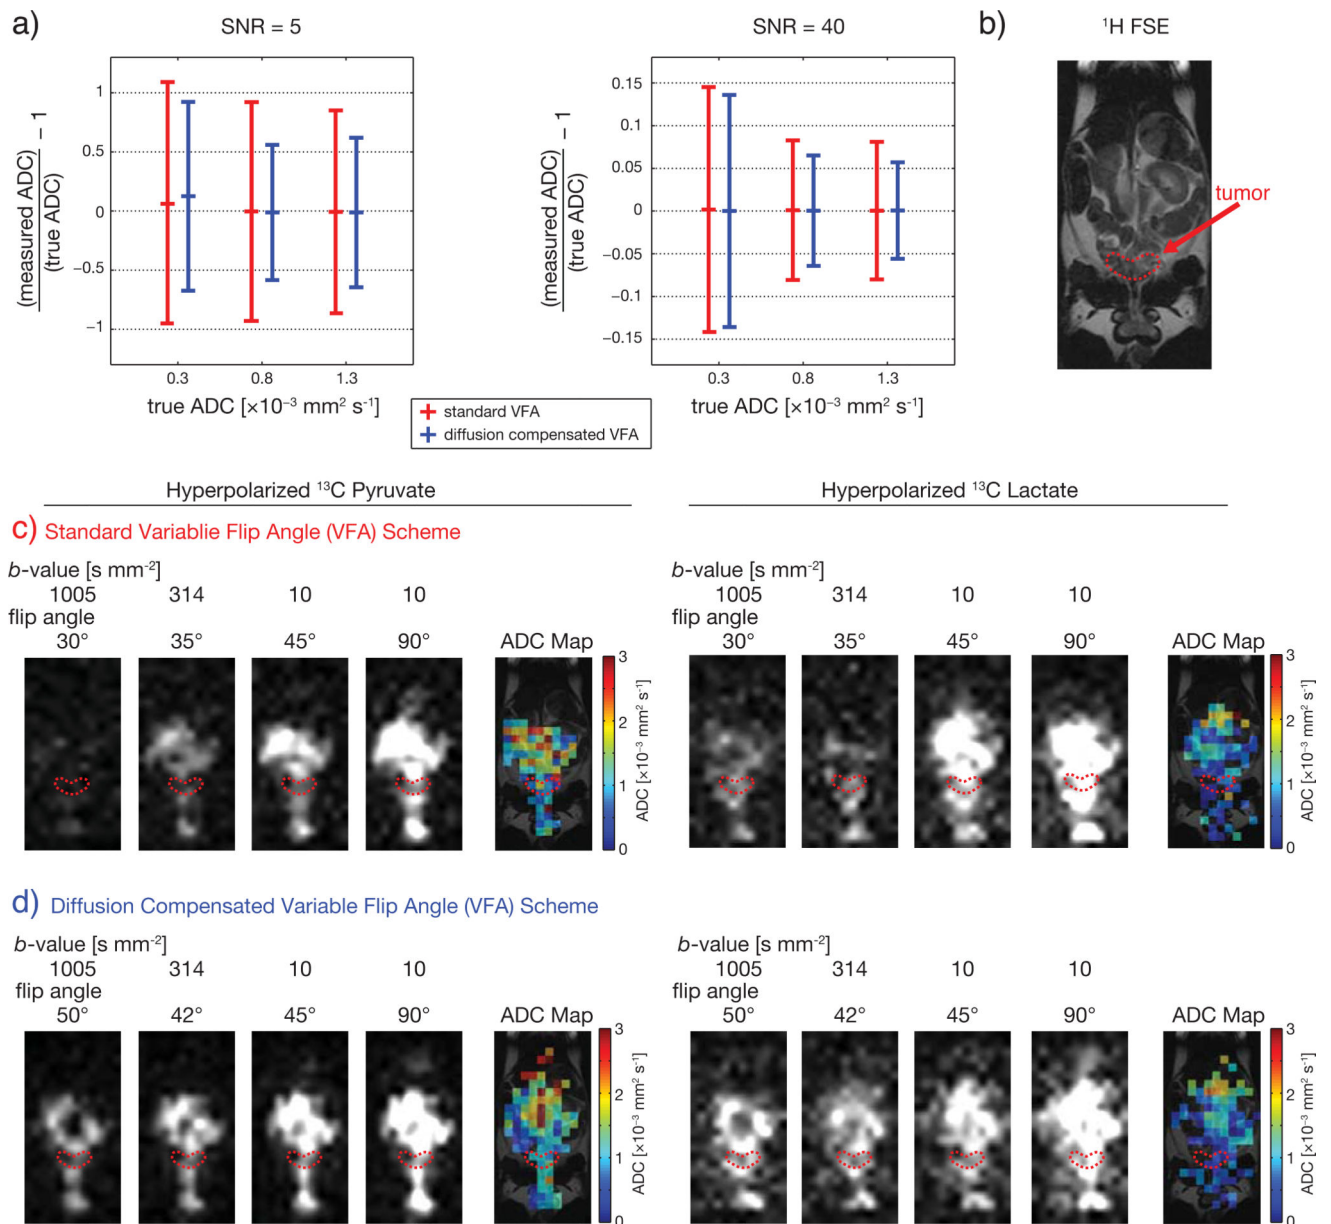 a)
SNR = 5
SNR = 40
b)
¹H FSE
1
0.5
0
−0.5
−1
(measured ADC)
(true ADC)
− 1
0.3 0.8 1.3
true ADC [×10⁻³ mm² s⁻¹]
0.15
0.1
0.05
0
−0.05
−0.1
−0.15
(measured ADC)
(true ADC)
− 1
0.3 0.8 1.3
true ADC [×10⁻³ mm² s⁻¹]
tumor
standard VFA
diffusion compensated VFA
Hyperpolarized ¹³C Pyruvate
Hyperpolarized ¹³C Lactate
c) Standard Variablie Flip Angle (VFA) Scheme
b-value [s mm⁻²]
1005 314 10 10
flip angle
30° 35° 45° 90° ADC Map
3
2
1
0
ADC [×10⁻³ mm² s⁻¹]
b-value [s mm⁻²]
1005 314 10 10
flip angle
30° 35° 45° 90° ADC Map
3
2
1
0
ADC [×10⁻³ mm² s⁻¹]
d) Diffusion Compensated Variable Flip Angle (VFA) Scheme
b-value [s mm⁻²]
1005 314 10 10
flip angle
50° 42° 45° 90° ADC Map
3
2
1
0
ADC [×10⁻³ mm² s⁻¹]
b-value [s mm⁻²]
1005 314 10 10
flip angle
50° 42° 45° 90° ADC Map
3
2
1
0
ADC [×10⁻³ mm² s⁻¹]